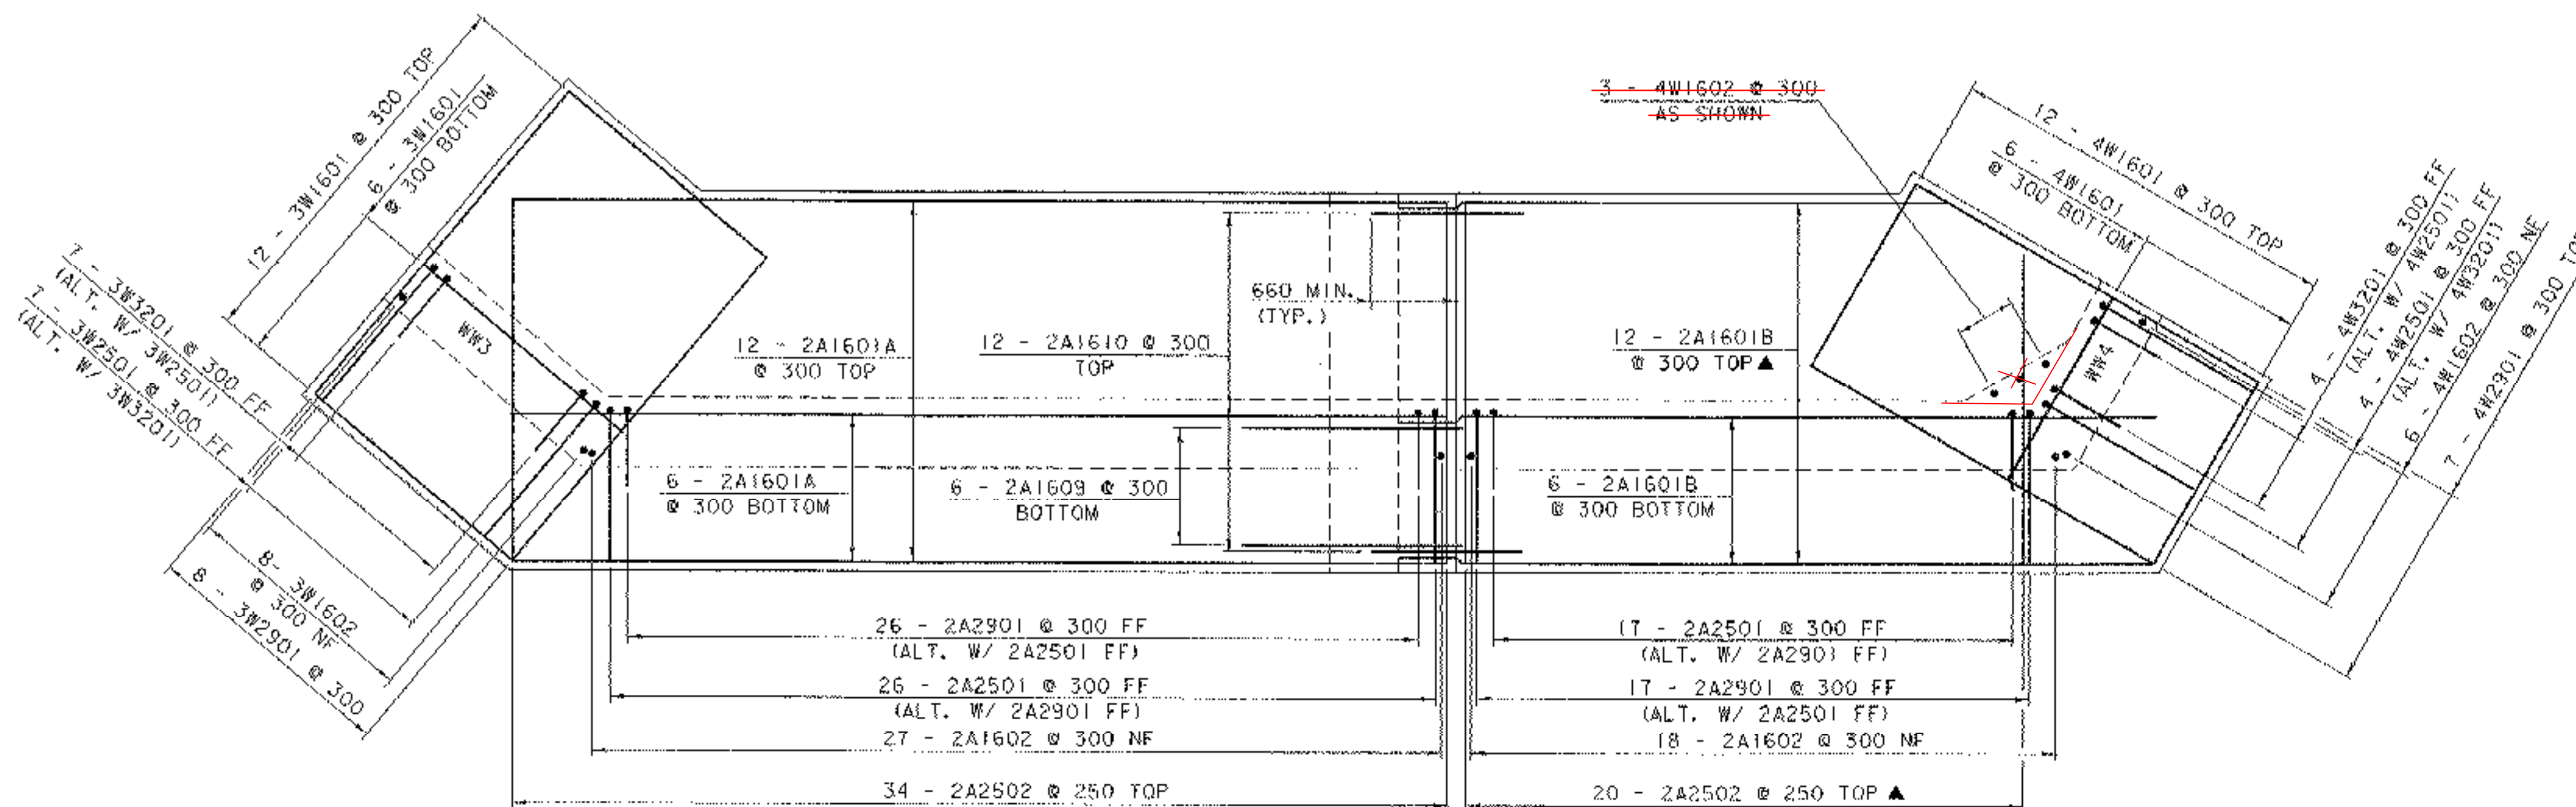 12 - 3W1601 @ 300 TOP
6 - 3W1601
@ 300 BOTTOM
7 - 3W3201 @ 300 FF
(ALT. W/ 3W2501)
7 - 3W2501 @ 300 FF
(ALT. W/ 3W3201)
WW3
8- 3W1602
@ 300 NF
8 - 3W2901 @ 300
12 - 2A1601A
@ 300 TOP
12 - 2A1610 @ 300
TOP
660 MIN.
(TYP.)
6 - 2A1601A
@ 300 BOTTOM
6 - 2A1609 @ 300
BOTTOM
3 - 4W1602 @ 300
AS SHOWN
12 - 2A1601B
@ 300 TOP▲
6 - 2A1601B
@ 300 BOTTOM
WW4
12 - 4W1601 @ 300 TOP
6 - 4W1601
@ 300 BOTTOM
4 - 4W3201 @ 300 FF
(ALT. W/ 4W2501)
4 - 4W2501 @ 300 FF
(ALT. W/ 4W3201)
6 - 4W1602 @ 300 NF
7 - 4W2901 @ 300 TOP
26 - 2A2901 @ 300 FF
(ALT. W/ 2A2501 FF)
26 - 2A2501 @ 300 FF
(ALT. W/ 2A2901 FF)
27 - 2A1602 @ 300 NF
34 - 2A2502 @ 250 TOP
17 - 2A2501 @ 300 FF
(ALT. W/ 2A2901 FF)
17 - 2A2901 @ 300 FF
(ALT. W/ 2A2501 FF)
18 - 2A1602 @ 300 NF
20 - 2A2502 @ 250 TOP ▲